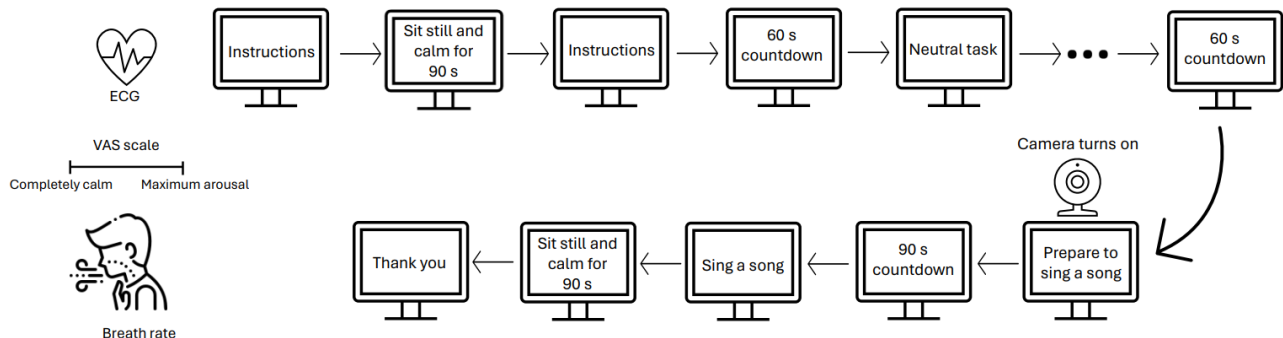 ECG
Instructions
Sit still and
calm for
90 s
Instructions
60 s
countdown
Neutral task
60 s
countdown
VAS scale
Completely calm
Maximum arousal
Camera turns on
Prepare to
sing a song
90 s
countdown
Sing a song
Sit still and
calm for
90 s
Thank you
Breath rate